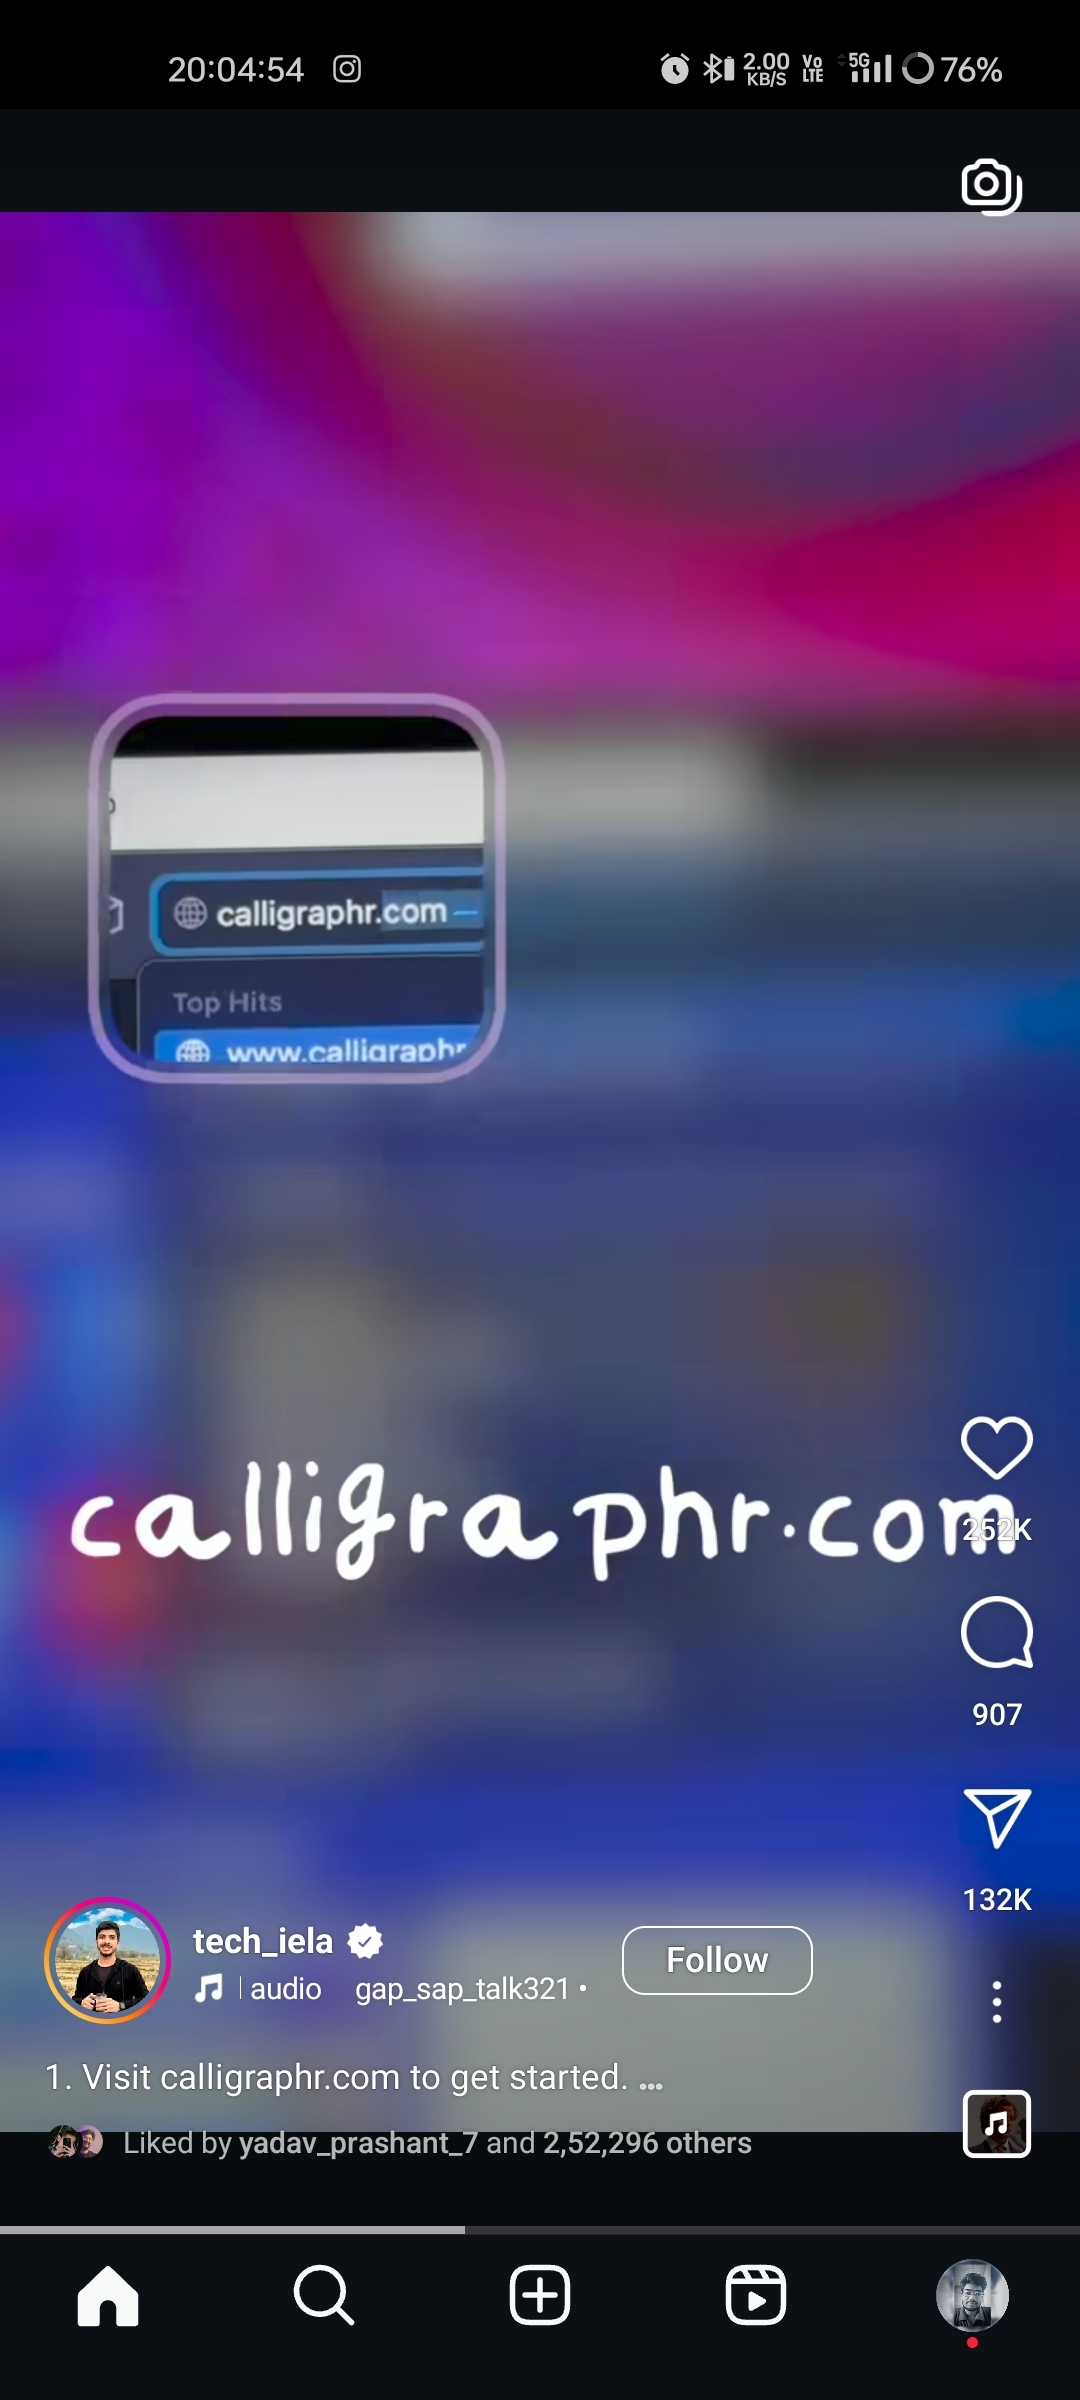 20:04:54
2.00 KB/S
Vo LTE
5G
76%
calligraphr.com —
Top Hits
www.calligraphr
calligraphr.com
252K
907
132K
tech_iela
Follow
l audio gap_sap_talk321 •
1. Visit calligraphr.com to get started. ...
Liked by yadav_prashant_7 and 2,52,296 others